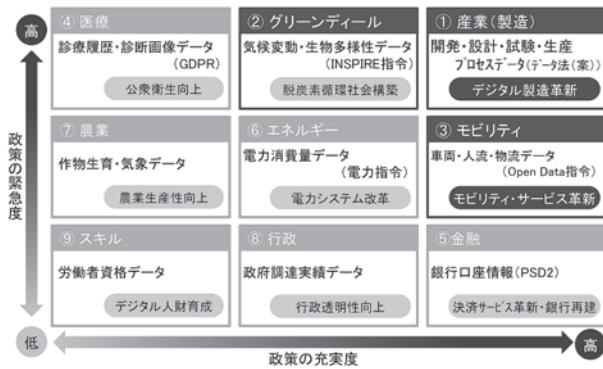 高
政策の緊急度
低
④ 医療
診療履歴・診断画像データ
(GDPR)
公衆衛生向上
② グリーンディール
気候変動・生物多様性データ
(INSPIRE指令)
脱炭素循環社会構築
① 産業(製造)
開発・設計・試験・生産
プロセスデータ(データ法(案))
デジタル製造革新
⑦ 農業
作物生育・気象データ
農業生産性向上
⑥ エネルギー
電力消費量データ
(電力指令)
電力システム改革
③ モビリティ
車両・人流・物流データ
(Open Data指令)
モビリティ・サービス革新
⑨ スキル
労働者資格データ
デジタル人財育成
⑧ 行政
政府調達実績データ
行政透明性向上
⑤金融
銀行口座情報(PSD2)
決済サービス革新・銀行再建
政策の充実度
高